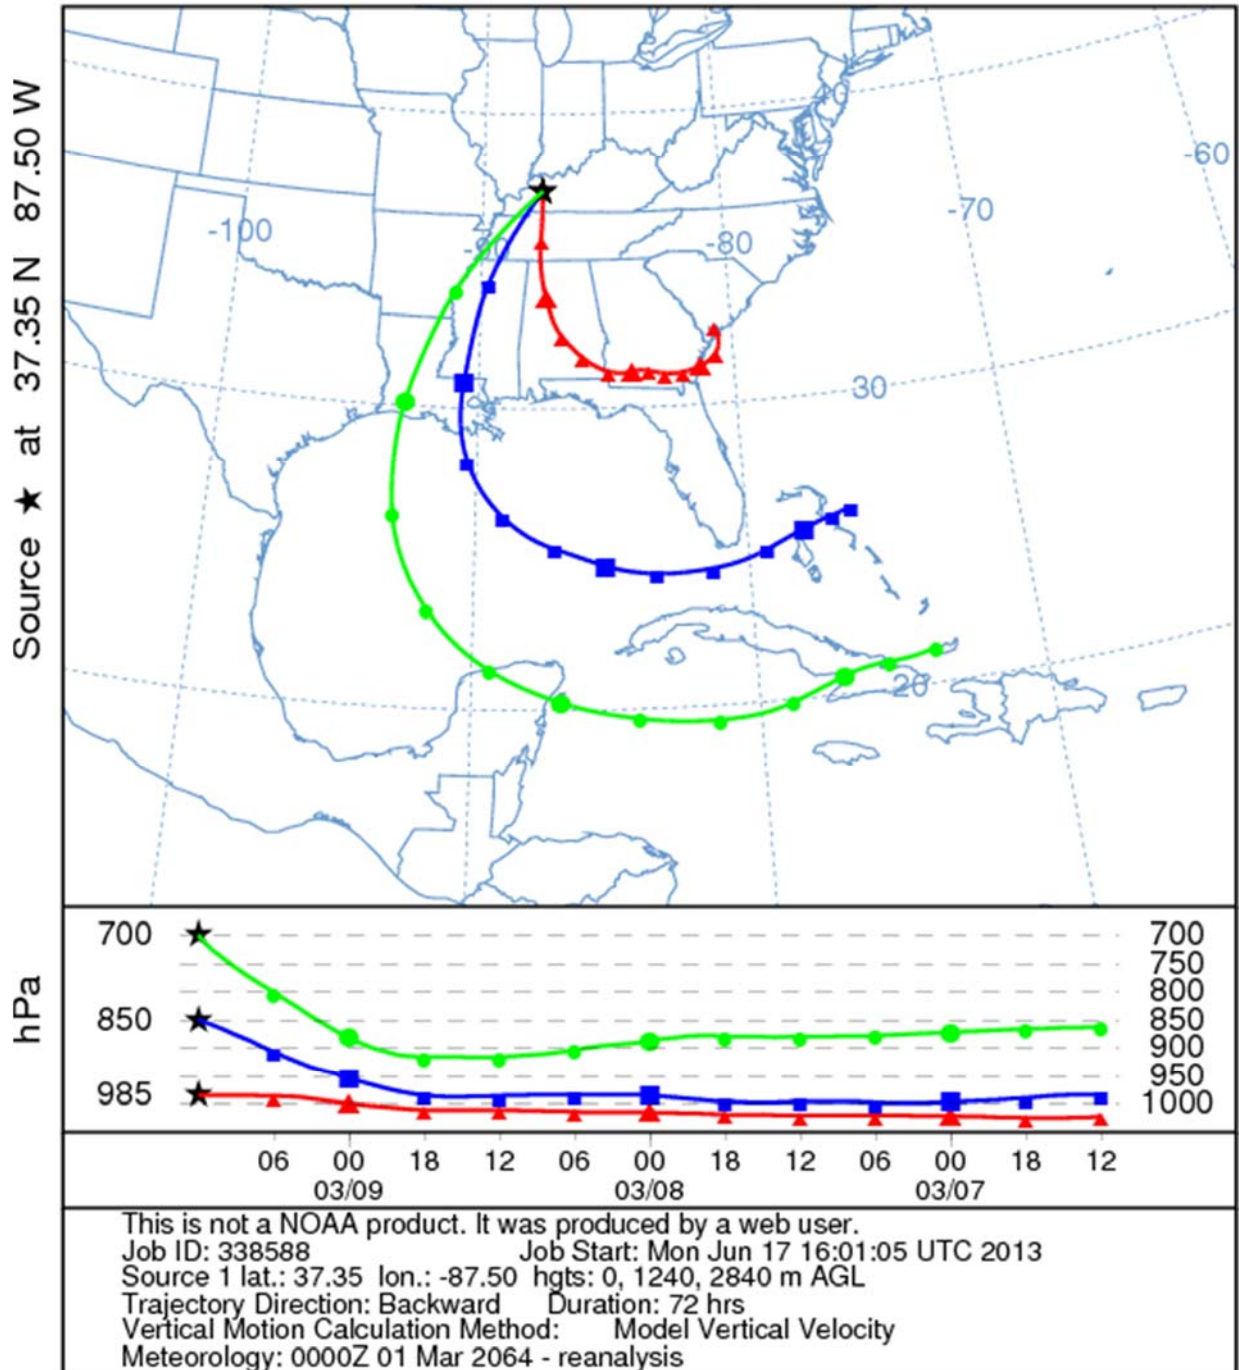 Source ★ at 37.35 N 87.50 W
40
-60
-70
-100
-90
-80
30
20
hPa
700 700
750
800
850 850
900
950
985
1000
06 00 18 12 06 00 18 12 06 00 18 12
03/09 03/08 03/07
This is not a NOAA product. It was produced by a web user.
Job ID: 338588 Job Start: Mon Jun 17 16:01:05 UTC 2013
Source 1 lat.: 37.35 lon.: -87.50 hgts: 0, 1240, 2840 m AGL
Trajectory Direction: Backward Duration: 72 hrs
Vertical Motion Calculation Method: Model Vertical Velocity
Meteorology: 0000Z 01 Mar 2064 - reanalysis